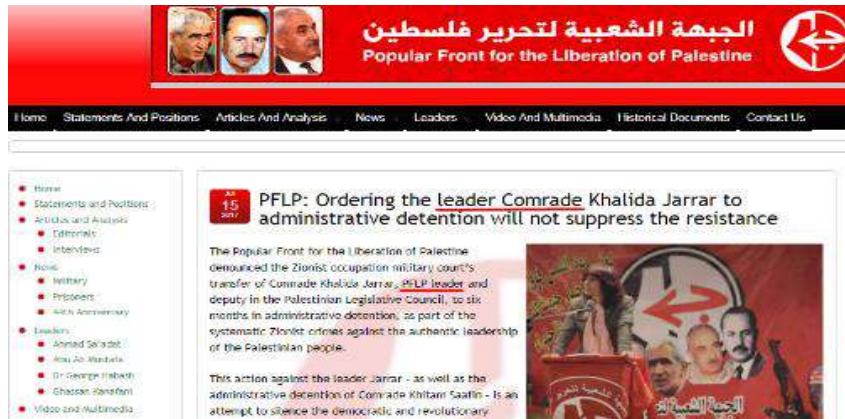 الجبهة الشعبية لتحرير فلسطين
Popular Front for the Liberation of Palestine
Home Statements And Positions Articles And Analysis News Leaders Video And Multimedia Historical Documents Contact Us
Home
Statements and Positions
Articles and Analysis
Editorials
Interviews
News
Military
Prisoners
Anniversary
Leaders
Ahmad Sa'adat
Abu Ali Mustafa
Dr George Habash
Ghassan Kanafani
Video and Multimedia
Jul
15
2017
PFLP: Ordering the leader Comrade Khalida Jarrar to
administrative detention will not suppress the resistance
The Popular Front for the Liberation of Palestine
denounced the Zionist occupation military court's
transfer of Comrade Khalida Jarrar, PFLP leader and
deputy in the Palestinian Legislative Council, to six
months in administrative detention, as part of the
systematic Zionist crimes against the authentic leadership
of the Palestinian people.
This action against the leader Jarrar - as well as the
administrative detention of Comrade Khitam Saafin - is an
attempt to silence the democratic and revolutionary